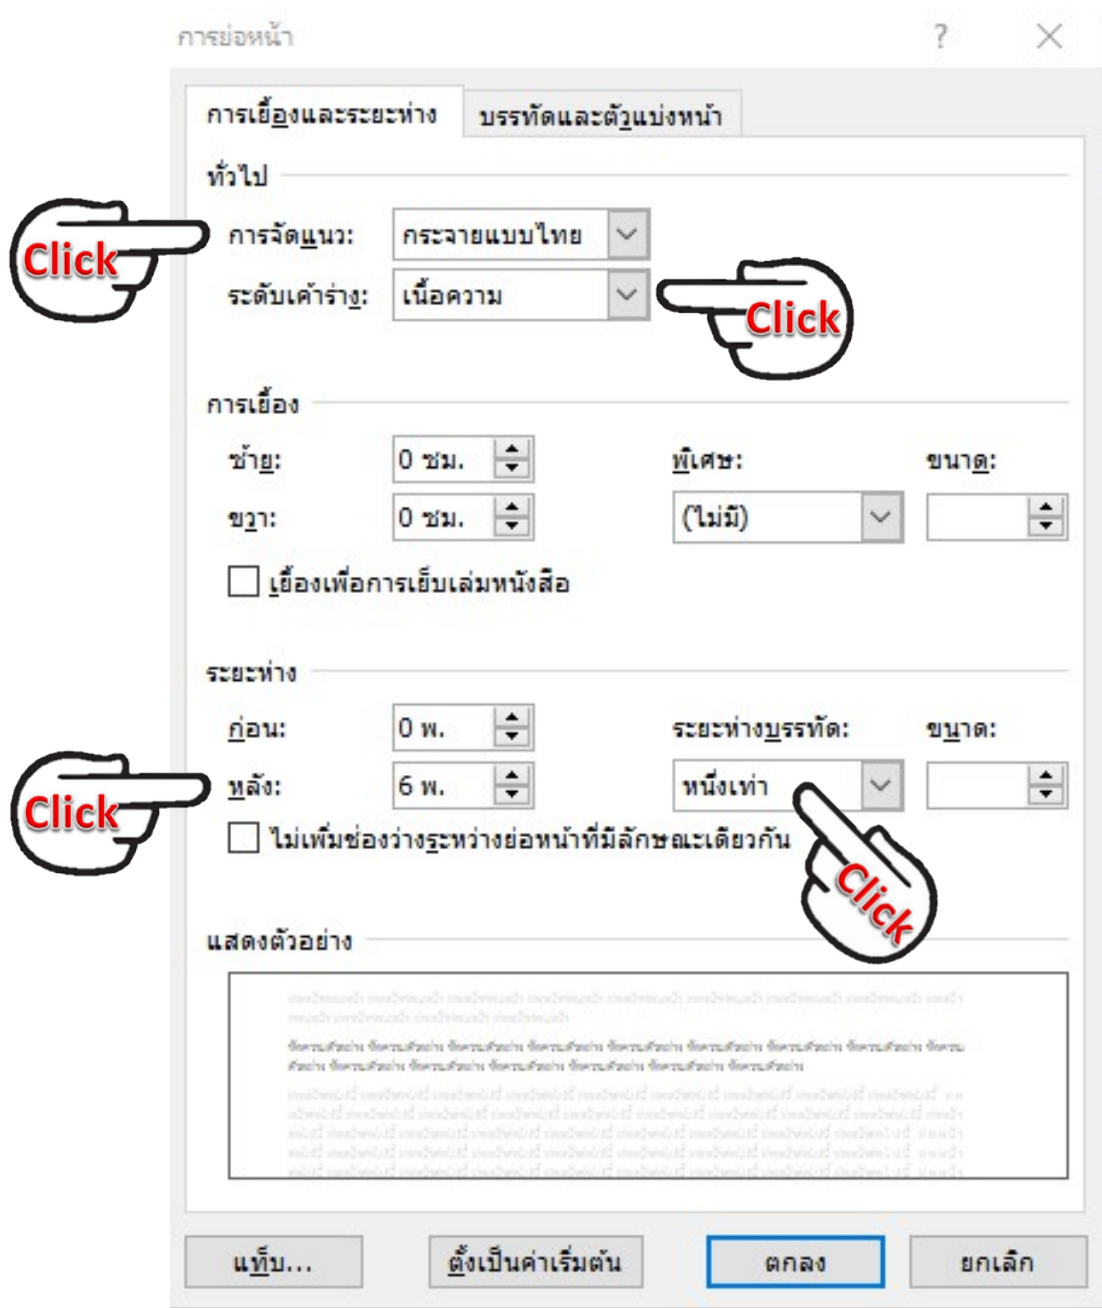 การย่อหน้า
?
การเยื้องและระยะห่าง บรรทัดและตัวแบ่งหน้า
ทั่วไป
Click
การจัดแนว: กระจายแบบไทย
ระดับเค้าร่าง: เนื้อความ
Click
การเยื้อง
ซ้าย: 0 ซม. พิเศษ: ขนาด:
ขวา: 0 ซม. (ไม่มี)
เยื้องเพื่อการเย็บเล่มหนังสือ
ระยะห่าง
ก่อน: 0 พ. ระยะห่างบรรทัด: ขนาด:
Click
หลัง: 6 พ. หนึ่งเท่า
ไม่เพิ่มช่องว่างระหว่างย่อหน้าที่มีลักษณะเดียวกัน
Click
แสดงตัวอย่าง
แท็บ... ตั้งเป็นค่าเริ่มต้น ตกลง ยกเลิก